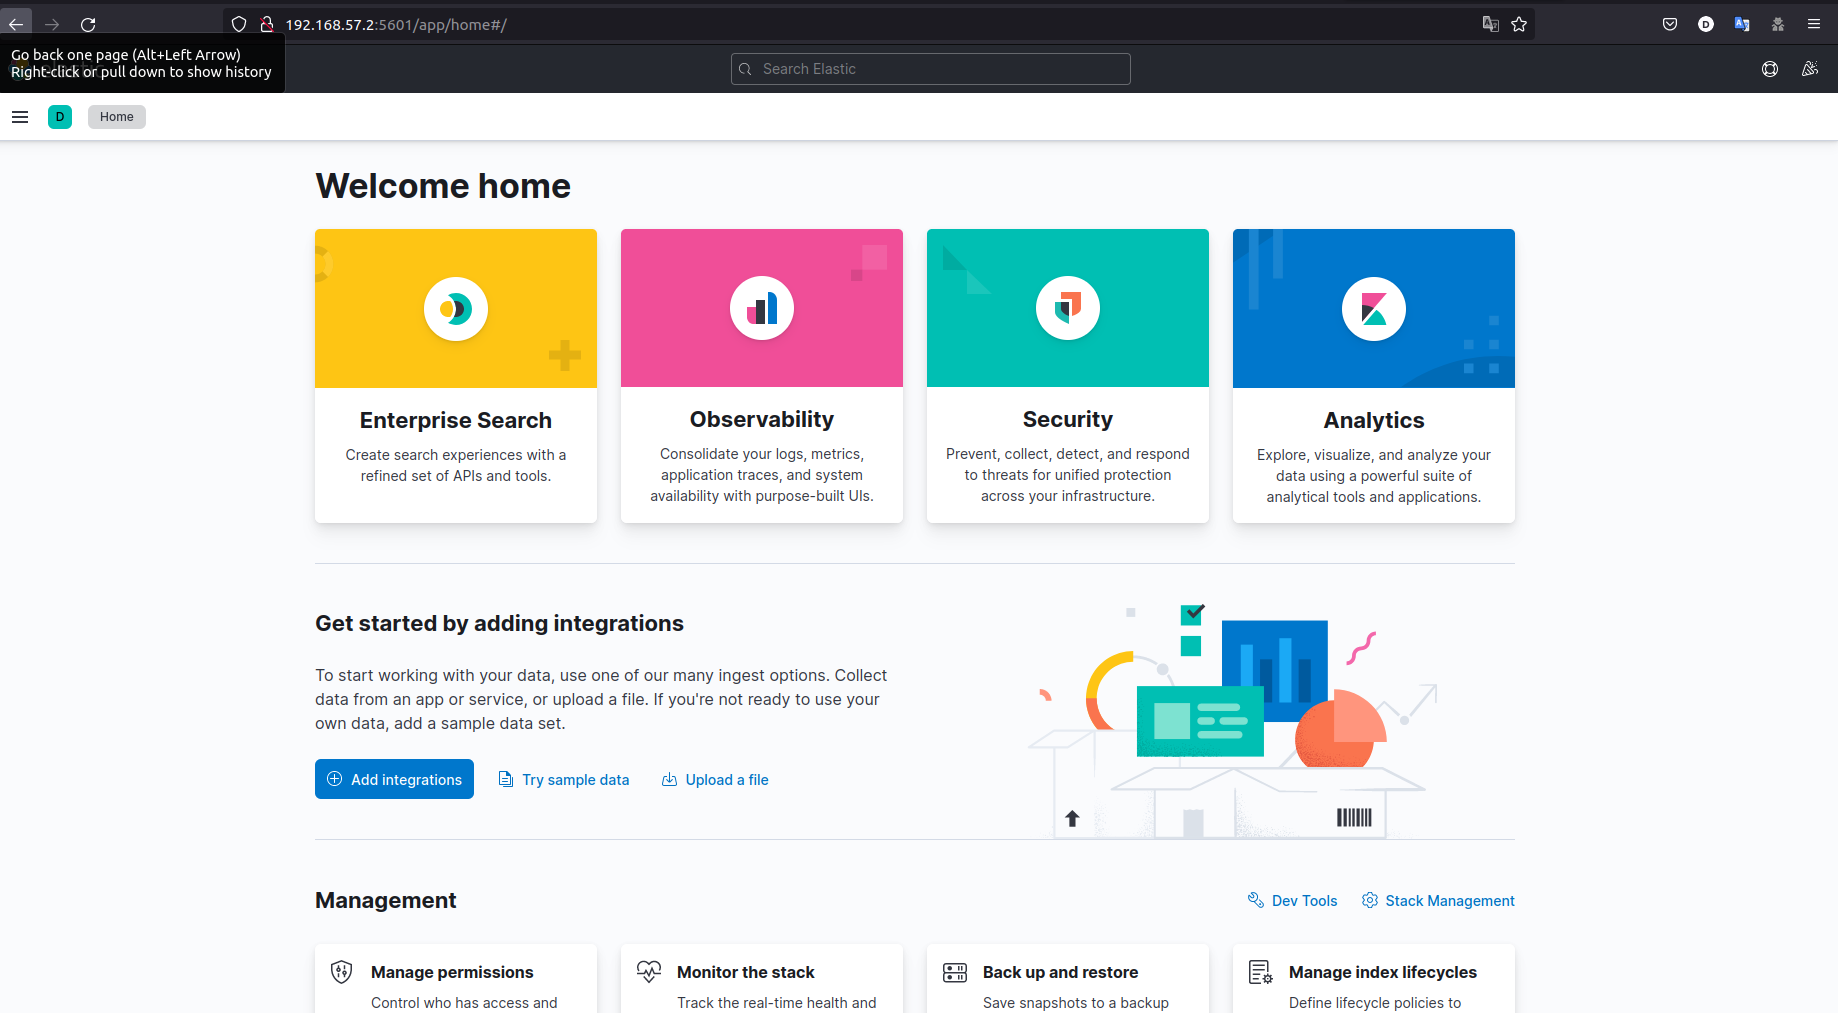 192.168.57.2:5601/app/home#/
Go back one page (Alt+Left Arrow)
Right-click or pull down to show history
Search Elastic
D
Home
Welcome home
Enterprise Search
Create search experiences with a
refined set of APIs and tools.
Observability
Consolidate your logs, metrics,
application traces, and system
availability with purpose-built UIs.
Security
Prevent, collect, detect, and respond
to threats for unified protection
across your infrastructure.
Analytics
Explore, visualize, and analyze your
data using a powerful suite of
analytical tools and applications.
Get started by adding integrations
To start working with your data, use one of our many ingest options. Collect
data from an app or service, or upload a file. If you're not ready to use your
own data, add a sample data set.
Add integrations
Try sample data
Upload a file
Management
Dev Tools
Stack Management
Manage permissions
Control who has access and
Monitor the stack
Track the real-time health and
Back up and restore
Save snapshots to a backup
Manage index lifecycles
Define lifecycle policies to